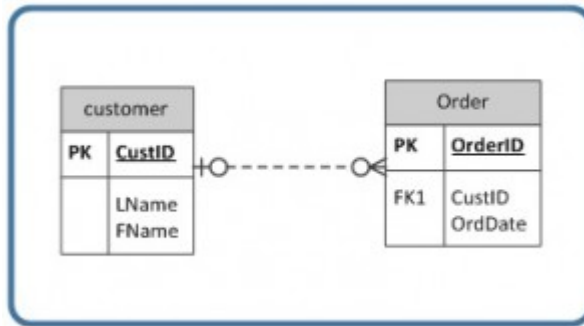 customer
PK CustID
LName
FName
Order
PK OrderID
FK1 CustID
OrdDate